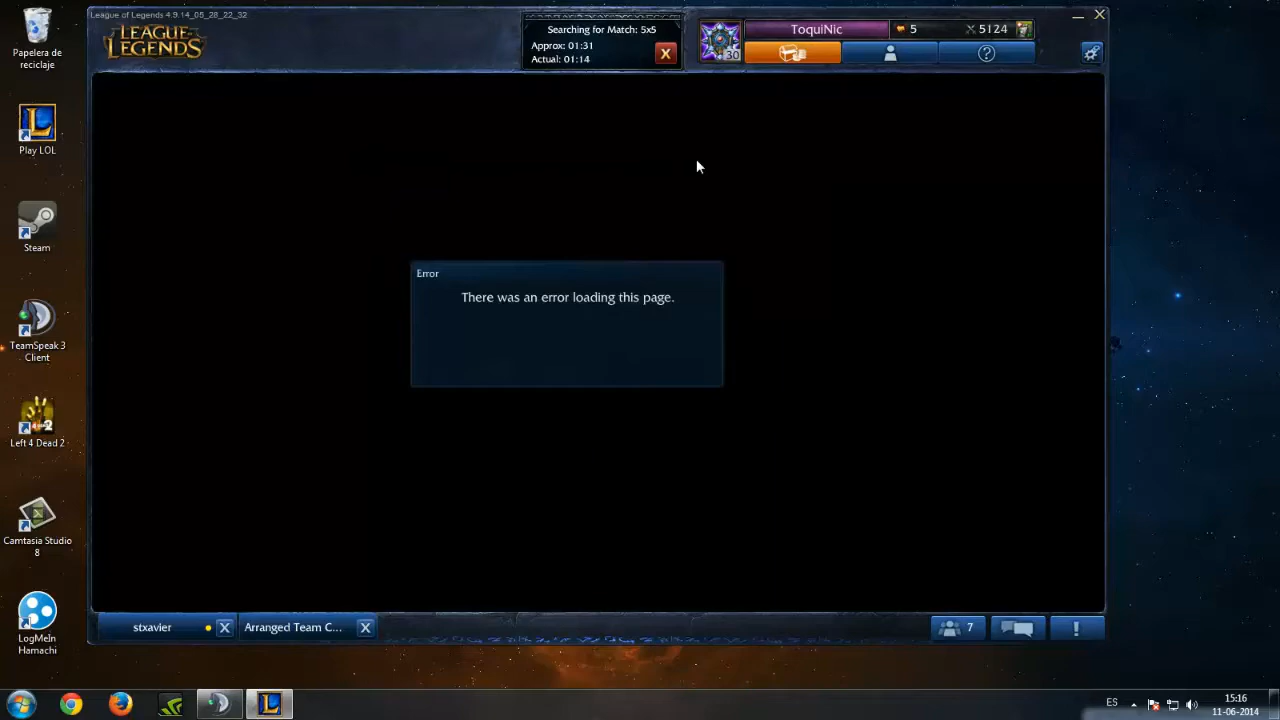 League of Legends 4.9.14_05_28_22_32
LEAGUE OF LEGENDS
Searching for Match: 5x5
Approx: 01:31
Actual: 01:14
X
ToquiNic
5
5124
30
Papelera de
reciclaje
Play LOL
Steam
TeamSpeak 3
Client
Left 4 Dead 2
Camtasia Studio
8
LogMeIn
Hamachi
Error
There was an error loading this page.
stxavier
X
Arranged Team C...
X
7
ES
15:16
11-06-2014